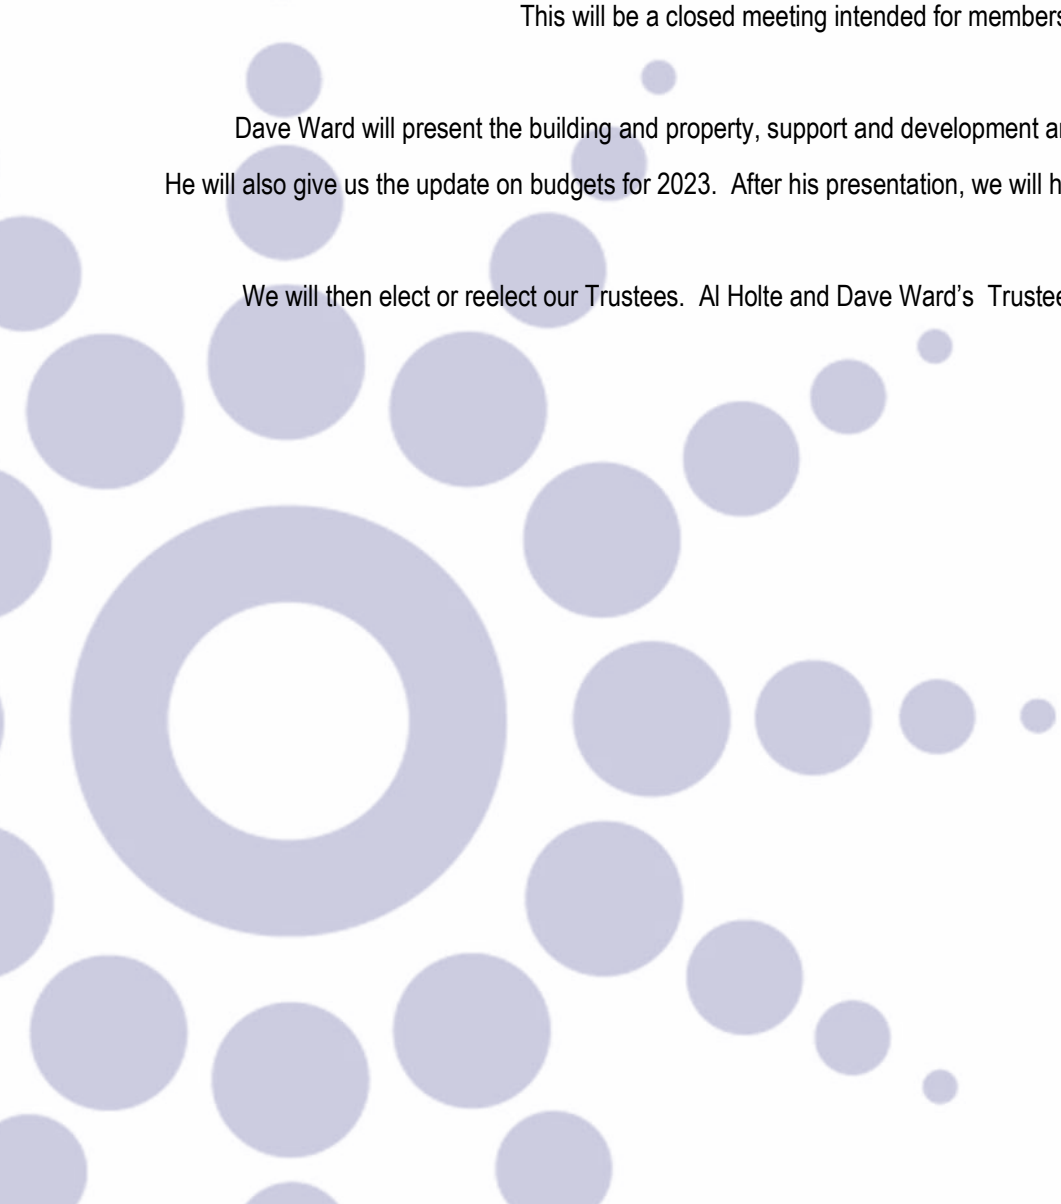 This will be a closed meeting intended for members
Dave Ward will present the building and property, support and development
He will also give us the update on budgets for 2023.  After his presentation, we will
We will then elect or reelect our Trustees.  Al Holte and Dave Ward’s  Trustee